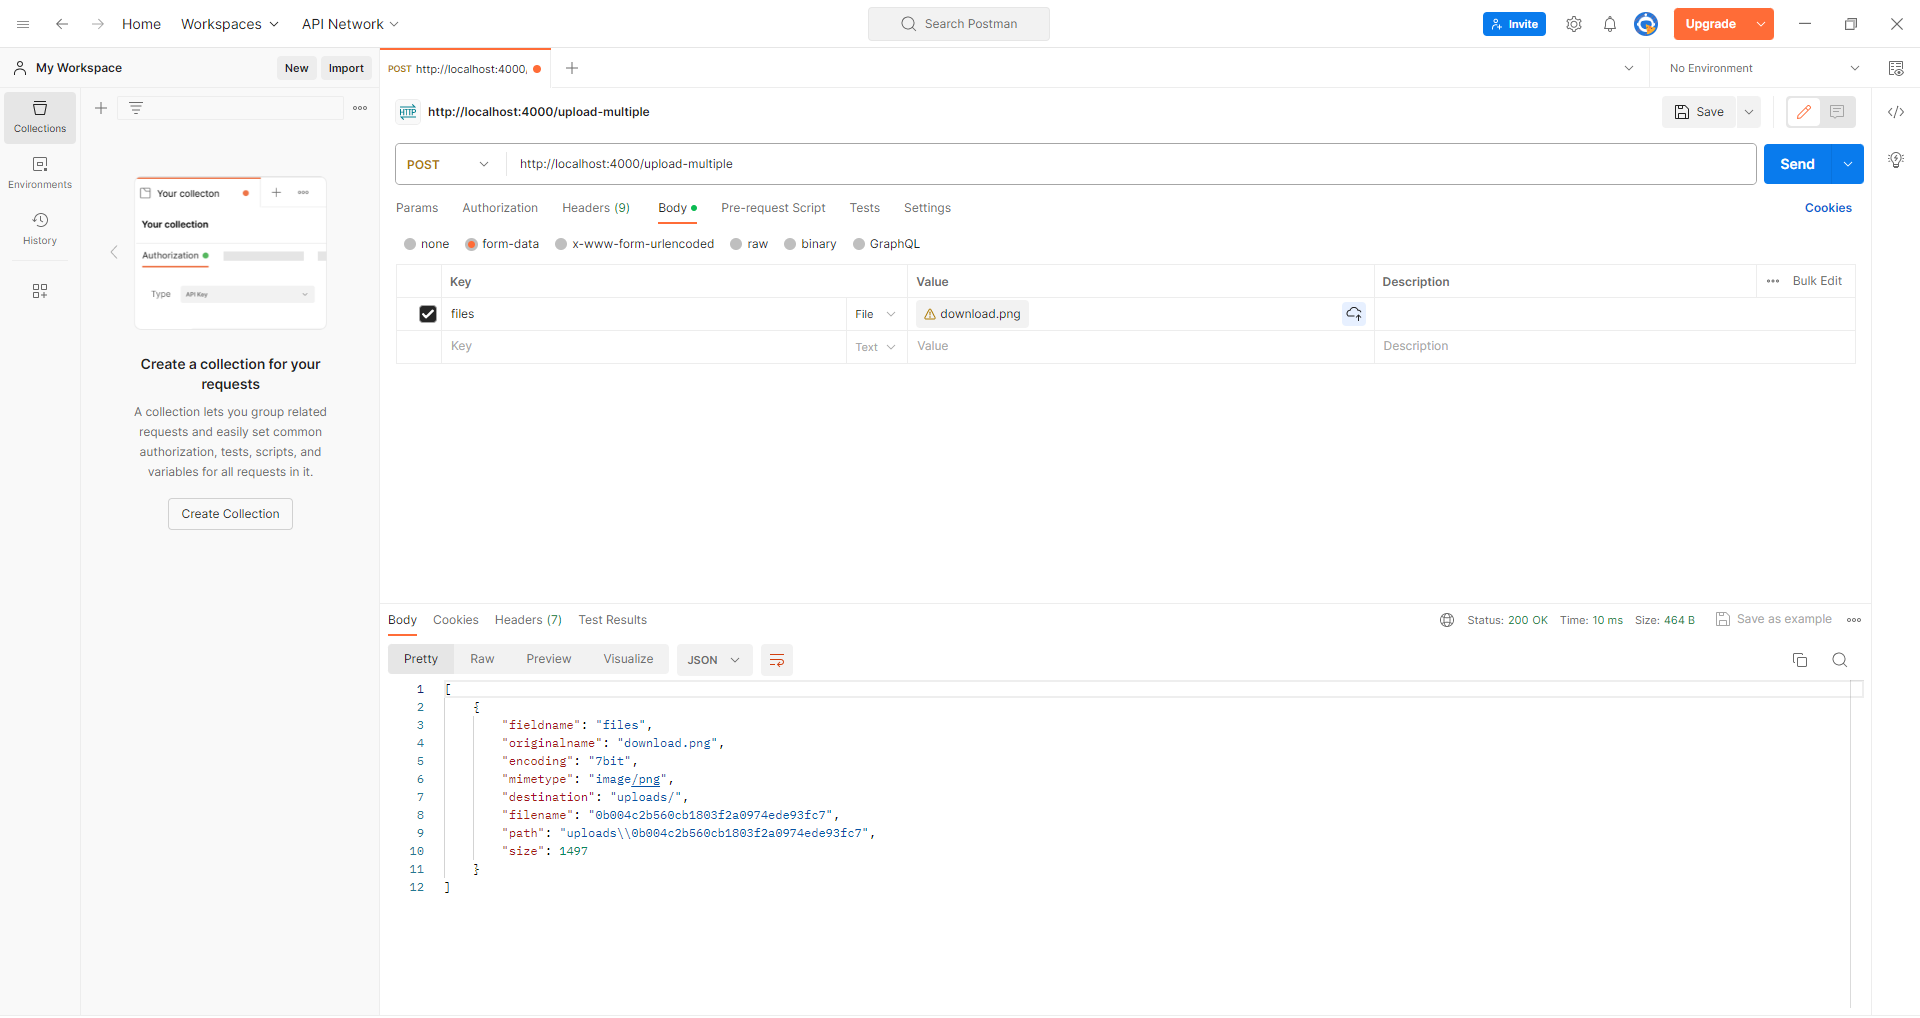 Home
Workspaces
API Network
Search Postman
Invite
Upgrade
My Workspace
New
Import
POST http://localhost:4000,
No Environment
Collections
Environments
History
Your collecton
Your collection
Authorization
Type
API Key
Create a collection for your
requests
A collection lets you group related
requests and easily set common
authorization, tests, scripts, and
variables for all requests in it.
Create Collection
HTTP
http://localhost:4000/upload-multiple
Save
POST
http://localhost:4000/upload-multiple
Send
Params
Authorization
Headers (9)
Body
Pre-request Script
Tests
Settings
Cookies
none
form-data
x-www-form-urlencoded
raw
binary
GraphQL
Key
Value
Description
Bulk Edit
files
File
download.png
Key
Text
Value
Description
Body
Cookies
Headers (7)
Test Results
Status: 200 OK
Time: 10 ms
Size: 464 B
Save as example
Pretty
Raw
Preview
Visualize
JSON
1 [
2 {
3 "fieldname": "files",
4 "originalname": "download.png",
5 "encoding": "7bit",
6 "mimetype": "image/png",
7 "destination": "uploads/",
8 "filename": "0b004c2b560cb1803f2a0974ede93fc7",
9 "path": "uploads\\0b004c2b560cb1803f2a0974ede93fc7",
10 "size": 1497
11 }
12 ]